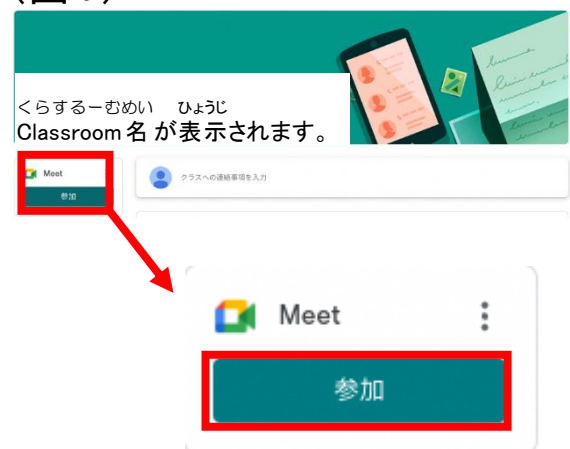 くらするーむめい ひょうじ
Classroom 名 が表示されます。
Meet
クラスへの連絡事項を入力
参加
Meet
参加